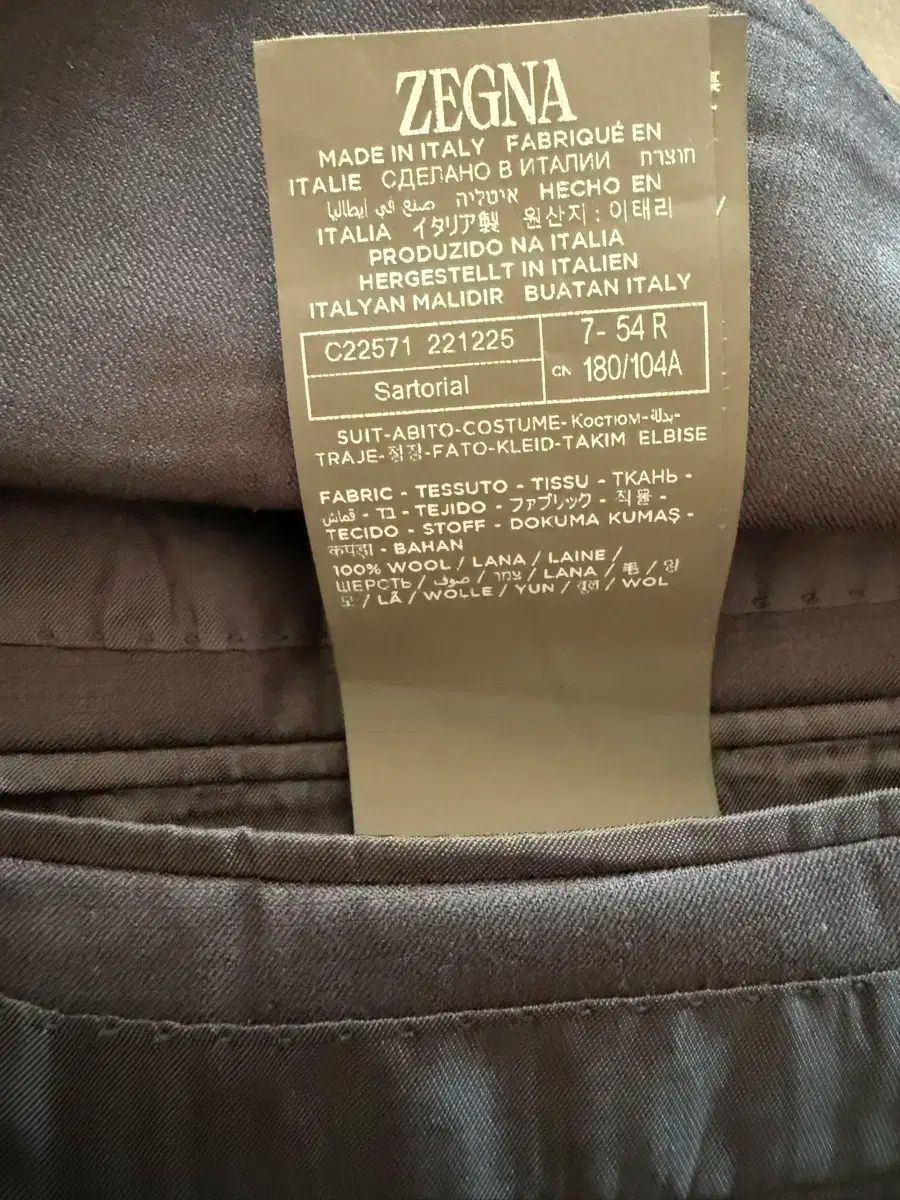 ZEGNA
MADE IN ITALY FABRIQUÉ EN
ITALIE СДЕЛАНО В ИТАЛИИ תוצרת
איטליה صنع في ايطاليا HECHO EN
ITALIA イタリア製 원산지 : 이태리
PRODUZIDO NA ITALIA
HERGESTELLT IN ITALIEN
ITALYAN MALIDIR BUATAN ITALY
C22571 221225
7- 54 R
Sartorial
CN 180/104A
SUIT-ABITO-COSTUME-Костюм-بدلة-
TRAJE-정장-FATO-KLEID-TAKIM ELBISE
FABRIC - TESSUTO - TISSU - ТКАНЬ -
قماش - בד - TEJIDO - ファブリック - 직물 -
TECIDO - STOFF - DOKUMA KUMAŞ -
कपड़ा - BAHAN
100% WOOL / LANA / LAINE /
ШЕРСТЬ / صوف / צמר / LANA / 毛 / 양
모 / LÃ / WOLLE / YUN / ऊन / WOL